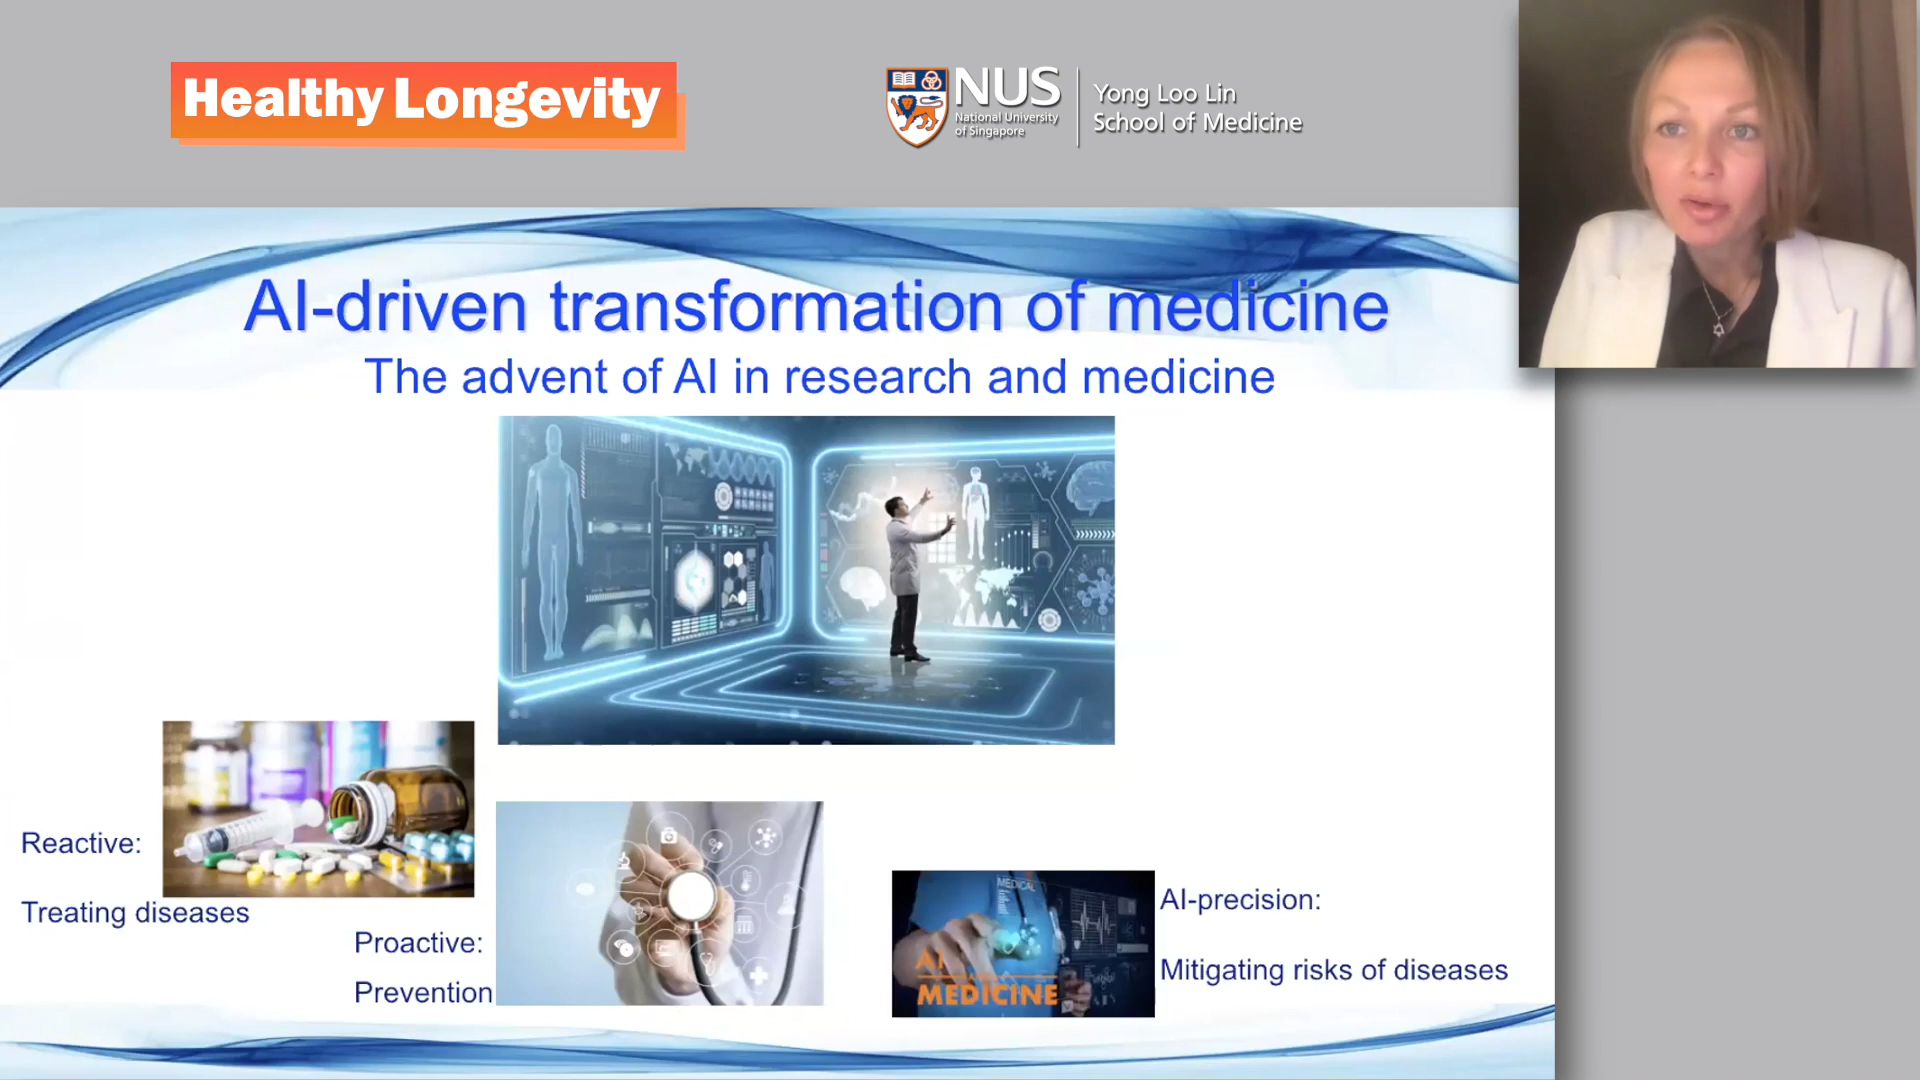 Healthy Longevity
NUS
National University
of Singapore
Yong Loo Lin
School of Medicine
AI-driven transformation of medicine
The advent of AI in research and medicine
Reactive:
Treating diseases
Proactive:
Prevention
MEDICAL
AI
MEDICINE
AI-precision:
Mitigating risks of diseases